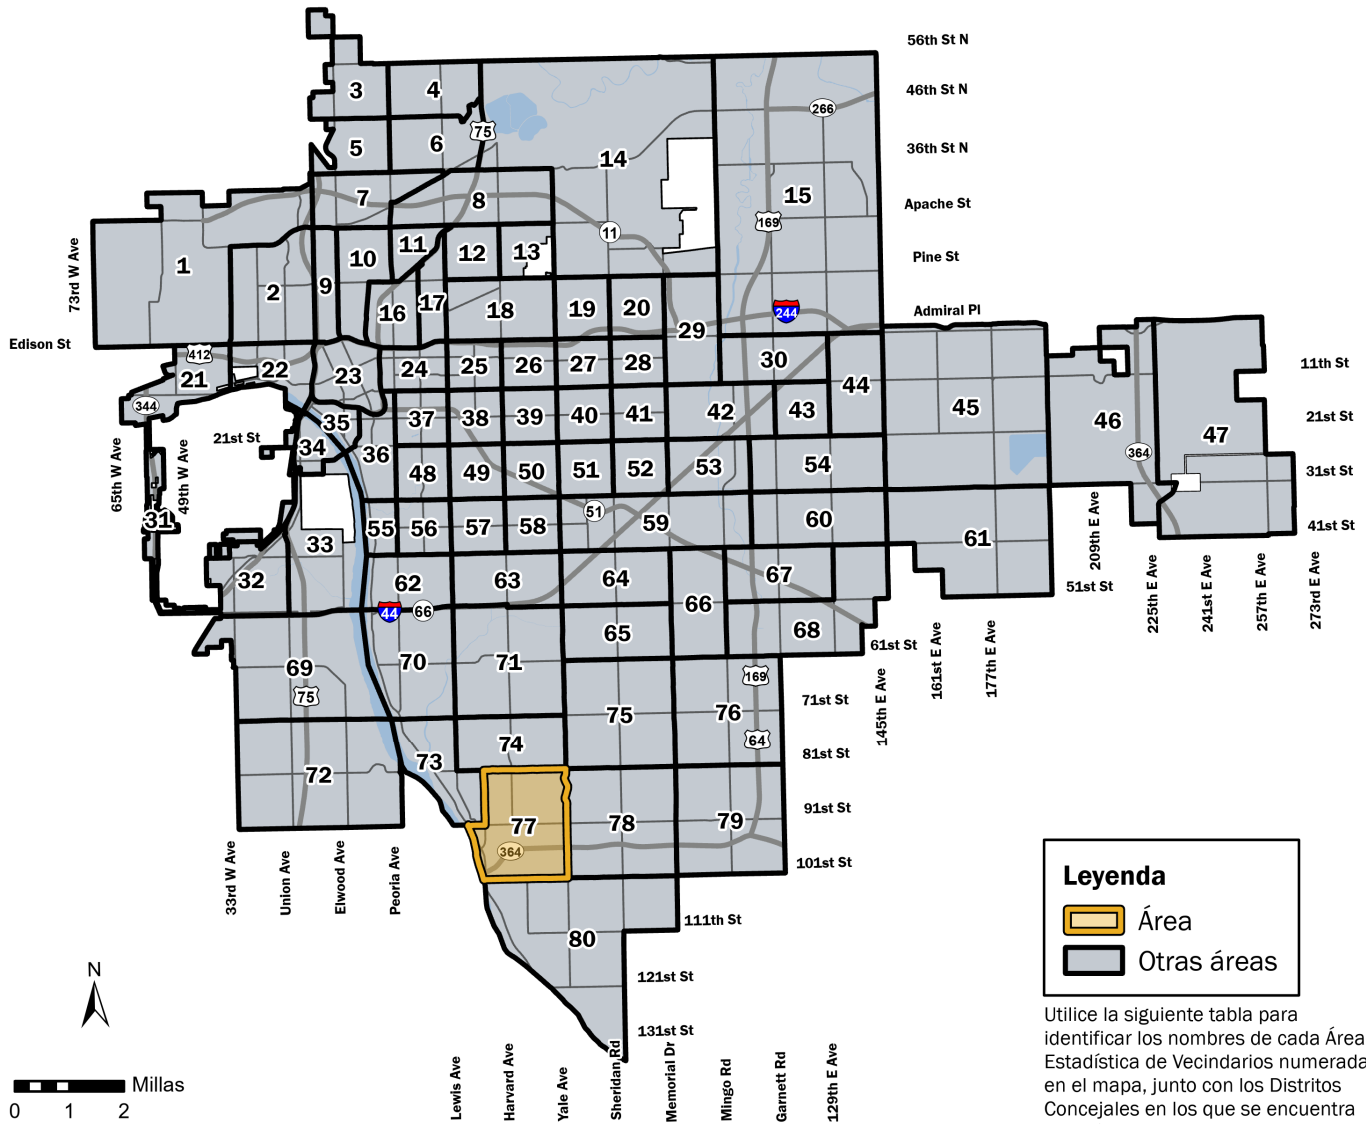 56th St N
3
4
46th St N
266
75
5
6
14
36th St N
7
8
15
Apache St
169
11
73rd W Ave
1
2
9
10
11
12
13
Pine St
16
17
18
19
20
29
244
Admiral Pl
Edison St
412
21
22
23
24
25
26
27
28
30
44
11th St
344
34
35
36
37
38
39
40
41
42
43
45
46
47
21st St
21st St
65th W Ave
49th W Ave
48
49
50
51
52
53
54
364
31st St
31
33
55
56
57
58
51
59
60
61
209th E Ave
41st St
32
62
63
64
66
67
51st St
225th E Ave
241st E Ave
257th E Ave
273rd E Ave
44
66
65
68
61st St
145th E Ave
161st E Ave
177th E Ave
69
75
70
71
169
71st St
75
76
64
72
73
74
81st St
77
364
78
79
91st St
101st St
33rd W Ave
Union Ave
Elwood Ave
Peoria Ave
111th St
80
121st St
131st St
Lewis Ave
Harvard Ave
Yale Ave
Sheridan Rd
Memorial Dr
Mingo Rd
Garnett Rd
129th E Ave
N
Millas
0 1 2
Leyenda
Área
Otras áreas
Utilice la siguiente tabla para
identificar los nombres de cada Área
Estadística de Vecindarios numerada
en el mapa, junto con los Distritos
Concejales en los que se encuentra